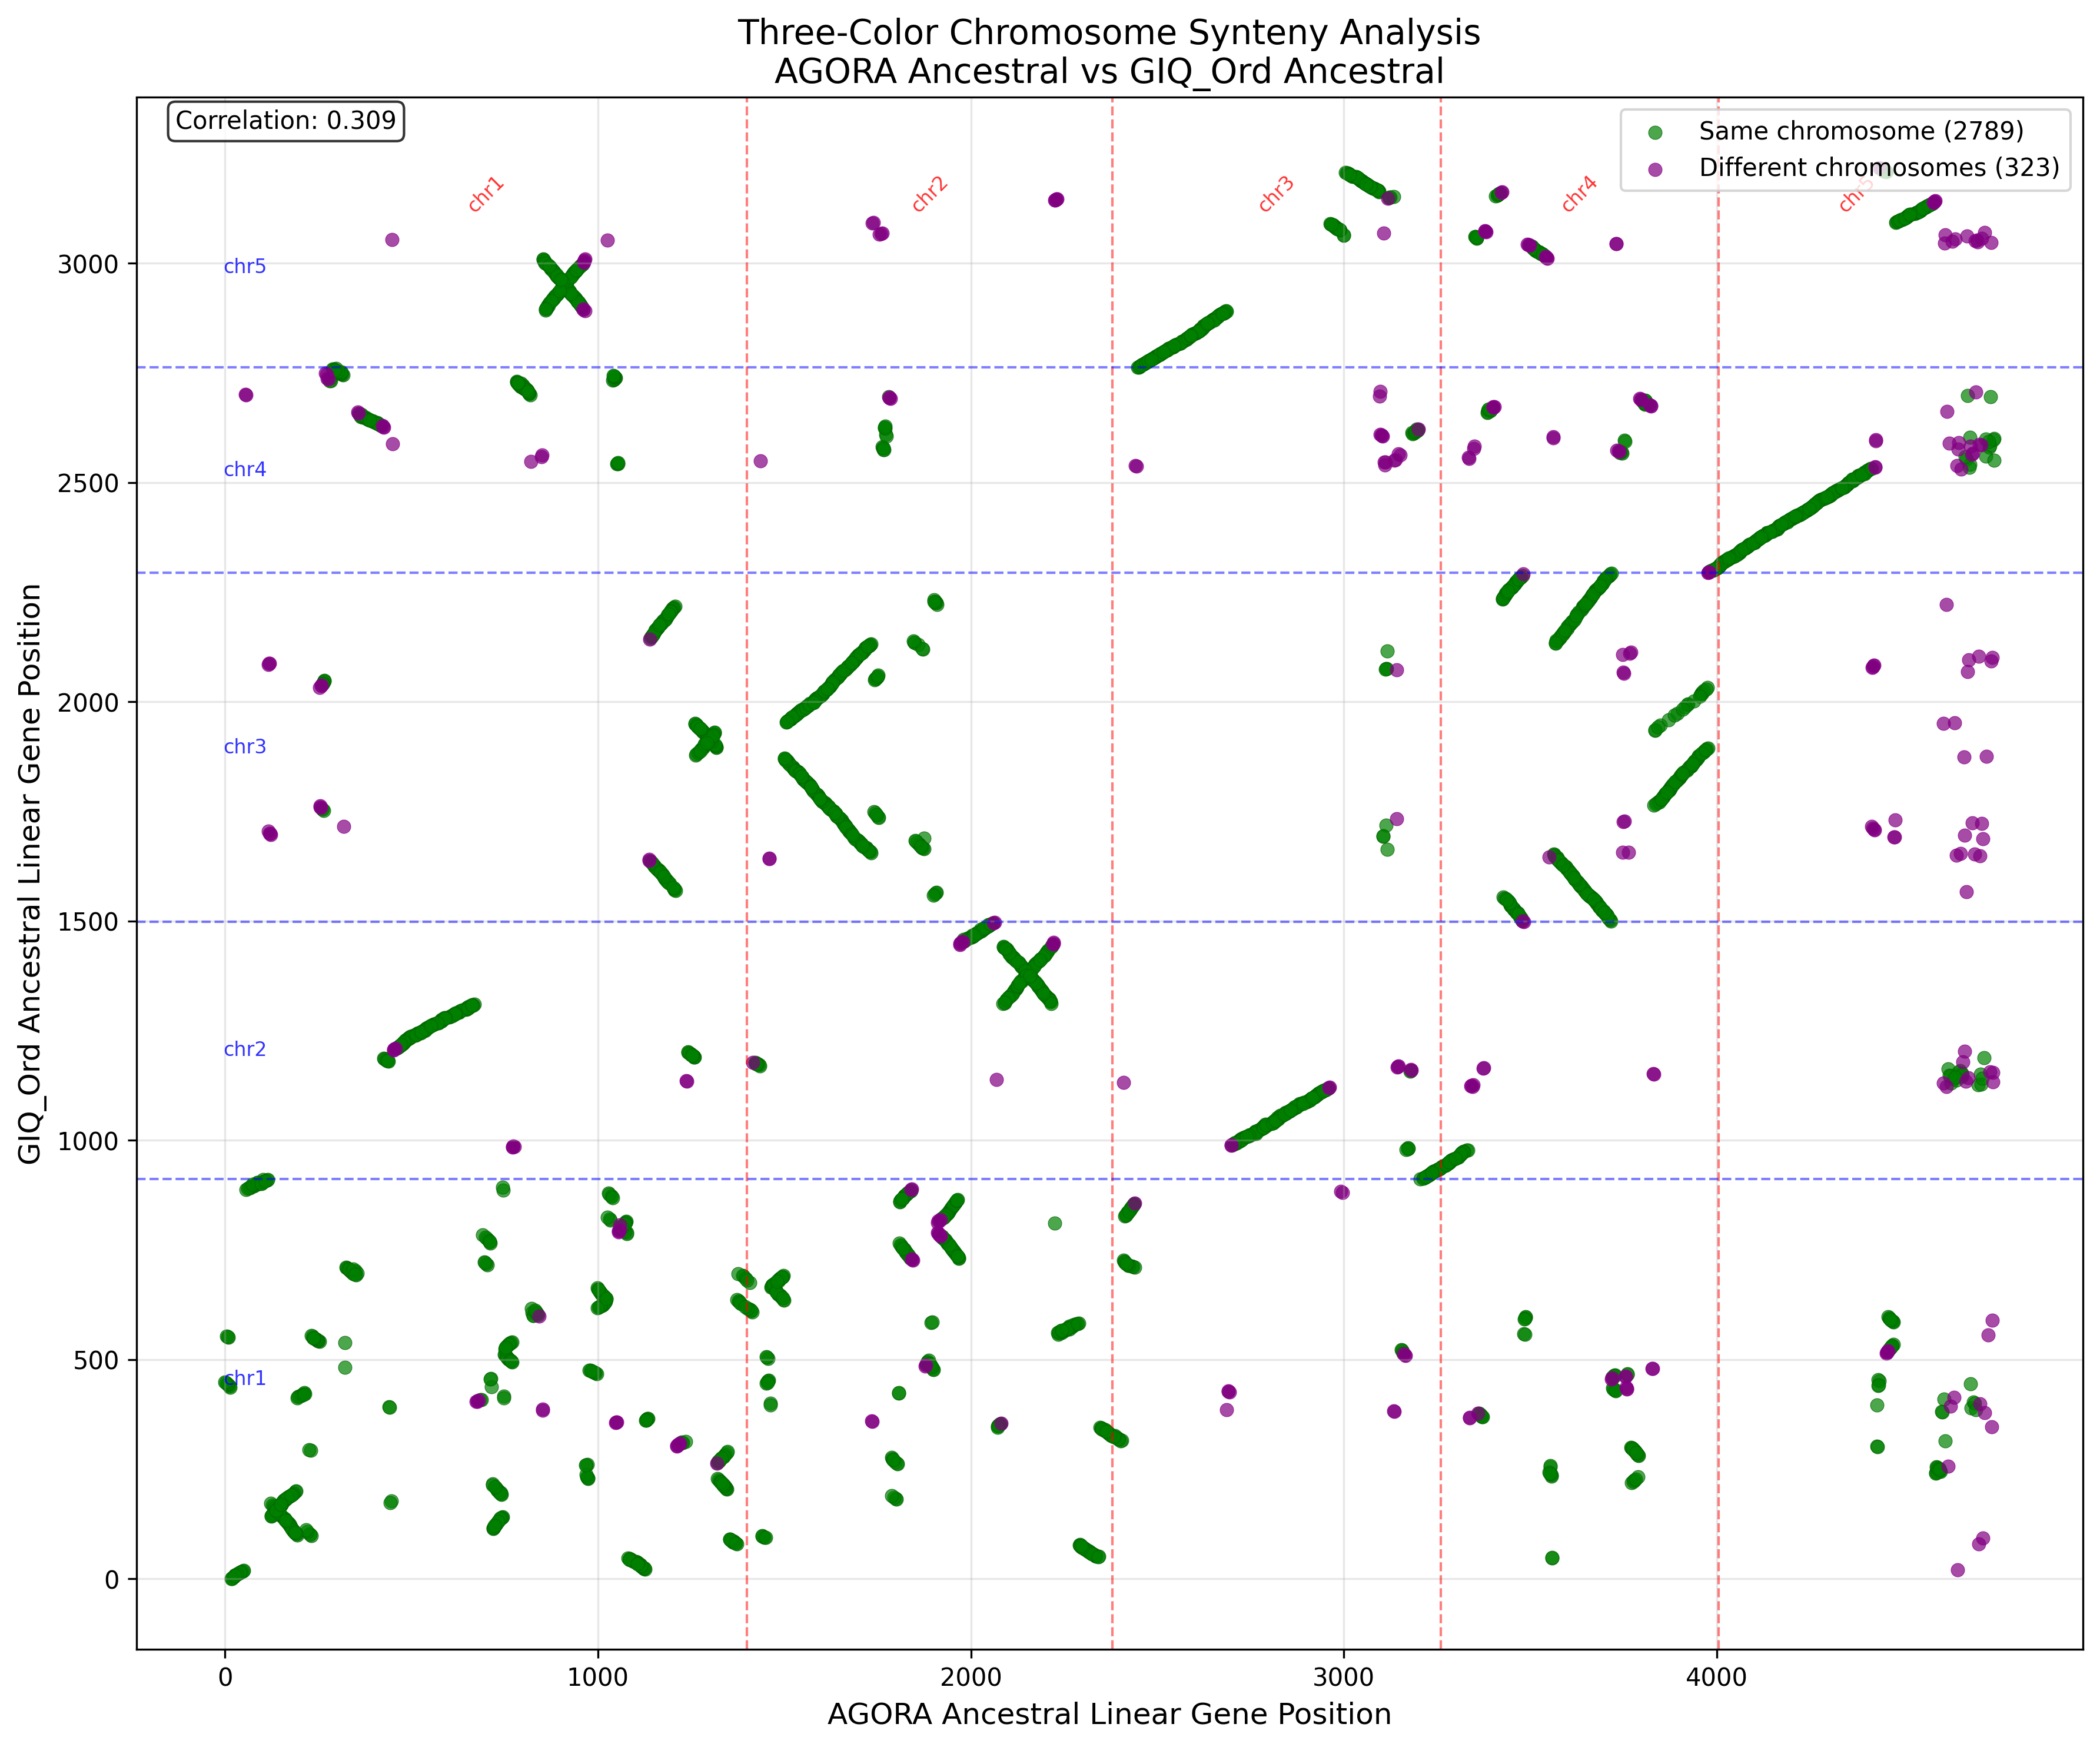 Three-Color Chromosome Synteny Analysis
AGORA Ancestral vs GIQ_Ord Ancestral
Correlation: 0.309
Same chromosome (2789)
Different chromosomes (323)
chr1
chr2
chr3
chr4
chr5
chr5
chr4
chr3
chr2
chr1
3000
2500
2000
1500
1000
500
0
GIQ_Ord Ancestral Linear Gene Position
0
1000
2000
3000
4000
AGORA Ancestral Linear Gene Position